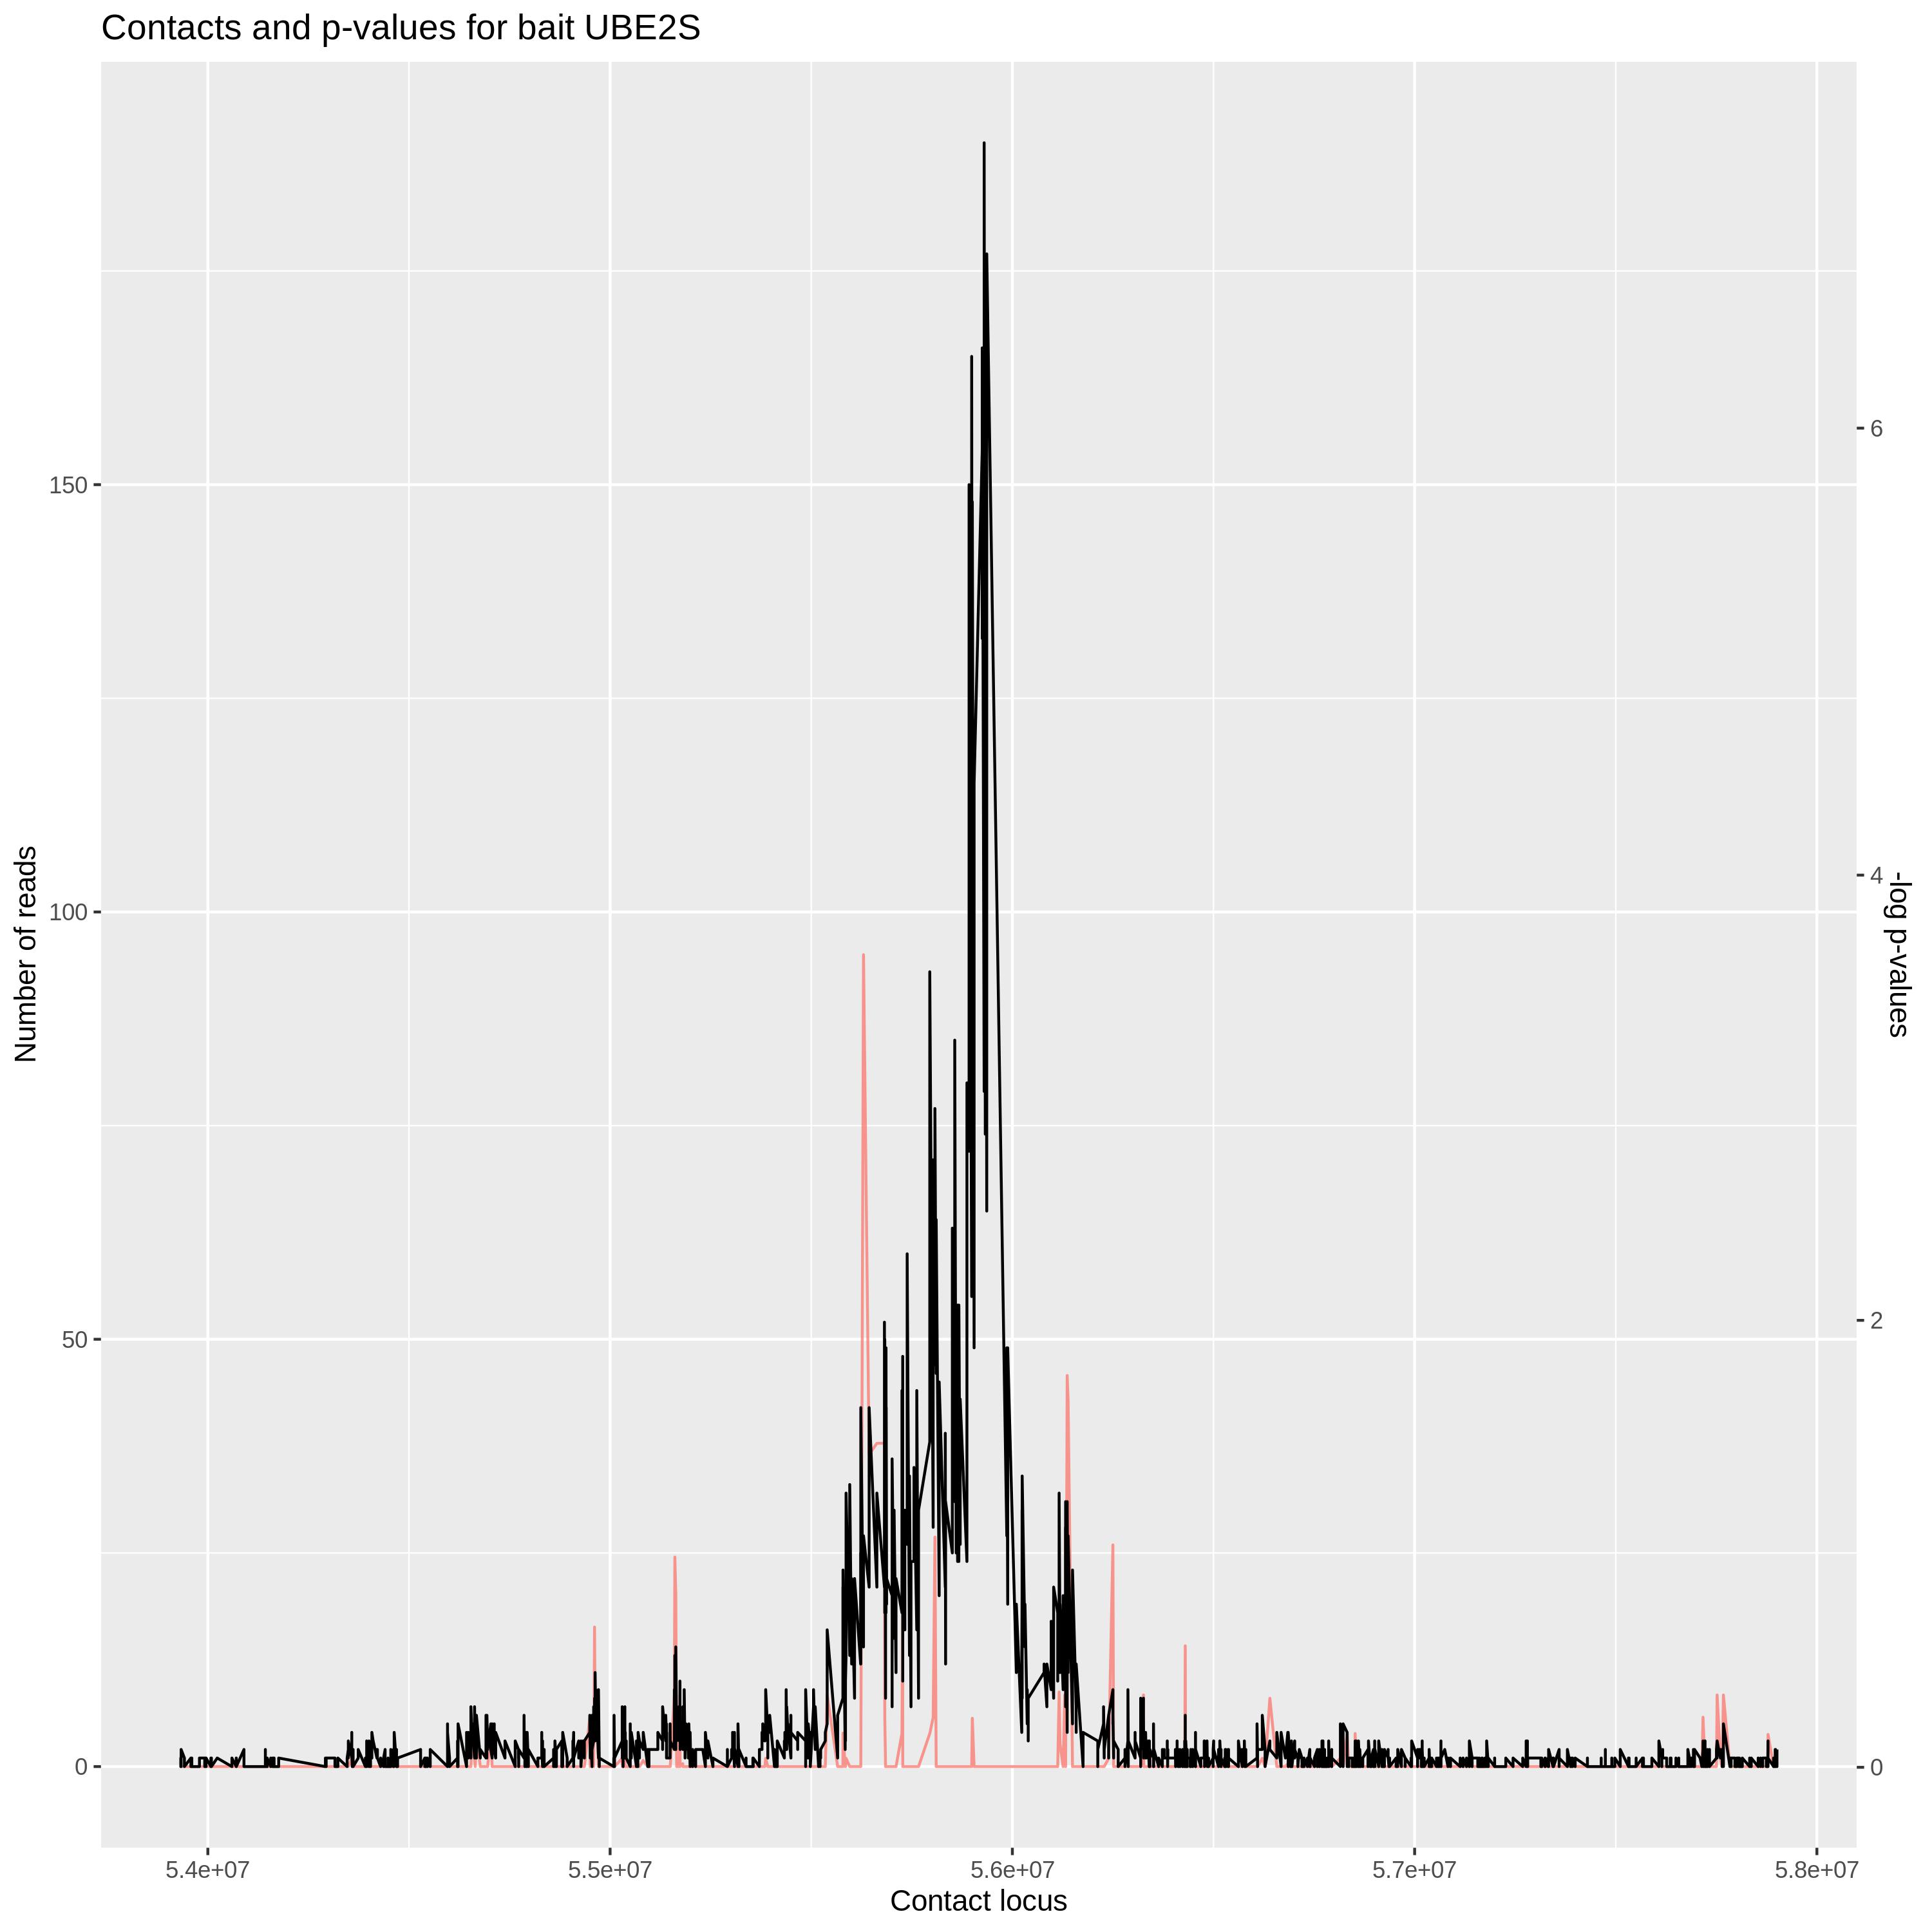 Contacts and p-values for bait UBE2S
Number of reads
150
100
50
0
6
4
2
0
-log p-values
5.4e+07 5.5e+07 5.6e+07 5.7e+07 5.8e+07
Contact locus